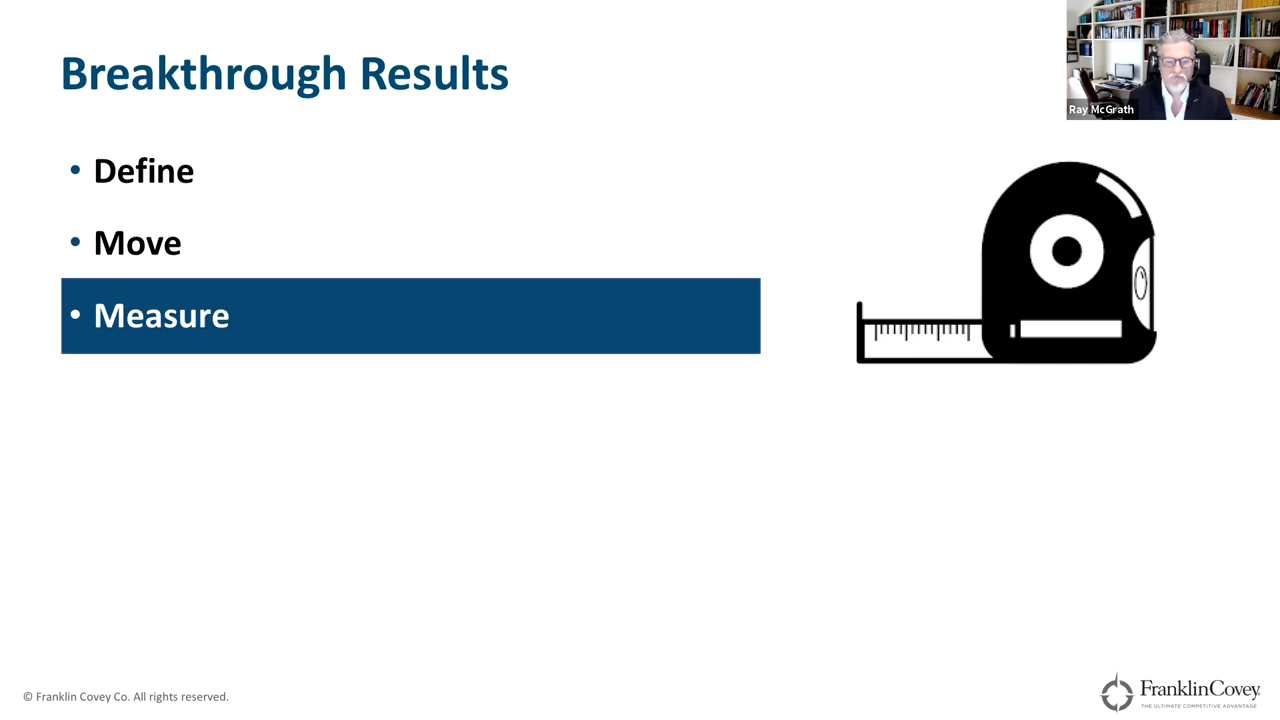 Breakthrough Results
Ray McGrath
• Define
• Move
• Measure
© Franklin Covey Co. All rights reserved.
FranklinCovey
THE ULTIMATE COMPETITIVE ADVANTAGE